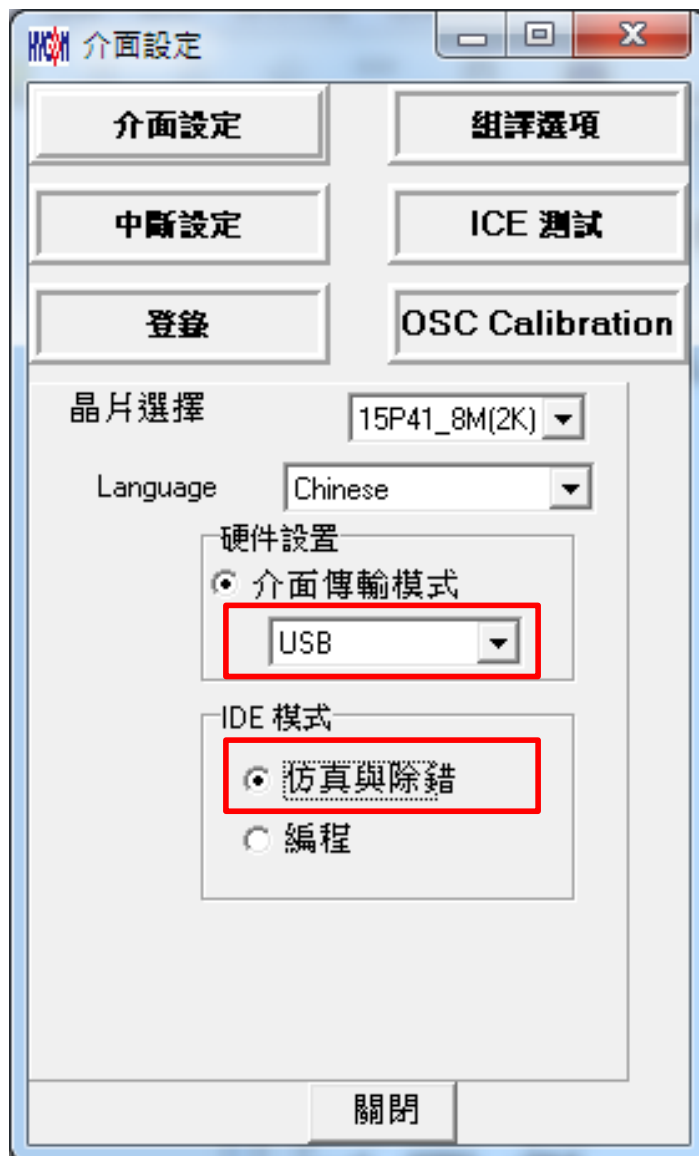 HYCON 介面設定
介面設定 組譯選項
中斷設定 ICE 測試
登錄 OSC Calibration
晶片選擇 15P41_8M(2K)
Language Chinese
硬件設置
介面傳輸模式
USB
IDE 模式
仿真與除錯
編程
關閉